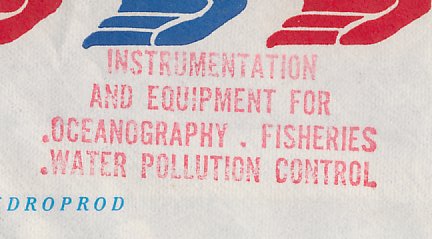 INSTRUMENTATION
AND EQUIPMENT FOR
.OCEANOGRAPHY . FISHERIES
.WATER POLLUTION CONTROL
DROPROD